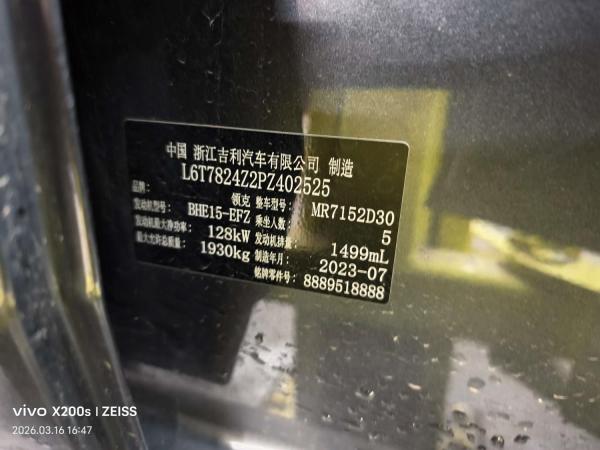 中国 浙江吉利汽车有限公司 制造
L6T7824Z2PZ402525
品牌: 领克 整车型号: MR7152D30
发动机型号: BHE15-EFZ 乘坐人数: 5
发动机最大净功率: 128kW 发动机排量: 1499mL
最大允许总质量: 1930kg 制造年月: 2023-07
铭牌零件号: 8889518888
vivo X200s | ZEISS
2026.03.16 16:47